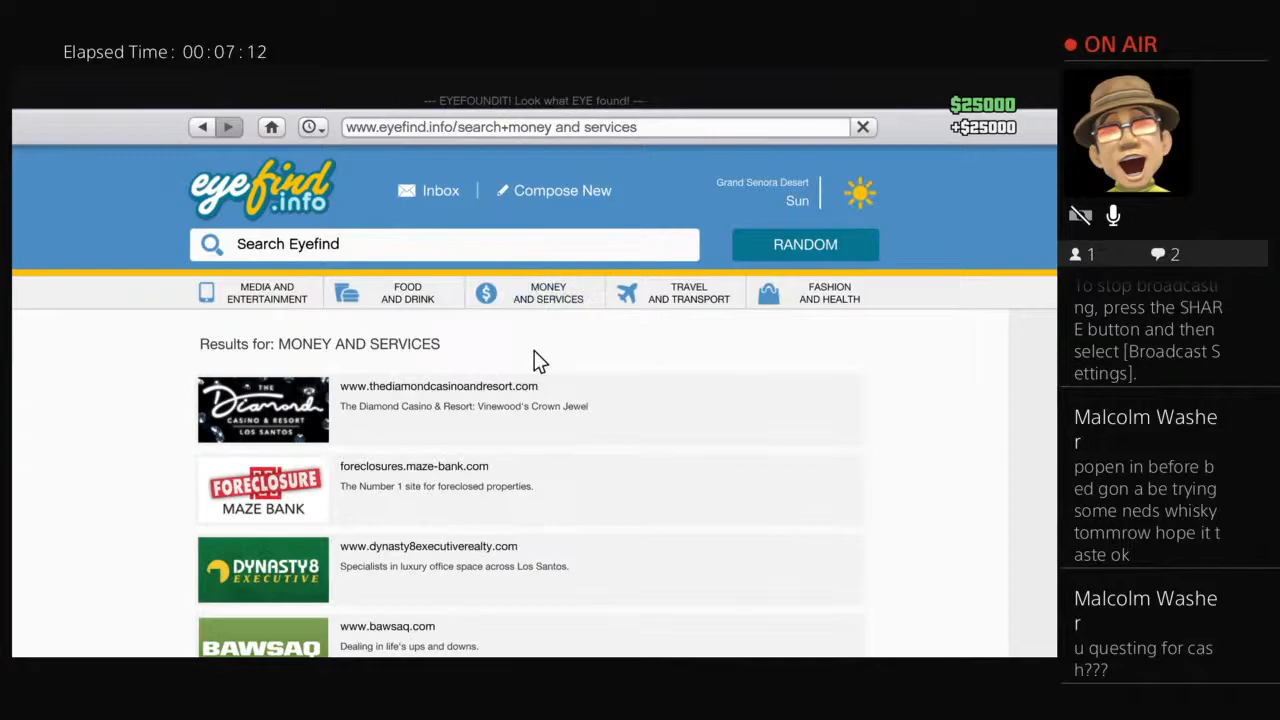 Elapsed Time: 00:07:12
ON AIR
--- EYEFOUNDIT! Look what EYE found! ---
$25000
+$25000
www.eyefind.info/search+money and services
eyefind
.info
Inbox
Compose New
Grand Senora Desert
Sun
Search Eyefind
RANDOM
MEDIA AND
ENTERTAINMENT
FOOD
AND DRINK
MONEY
AND SERVICES
TRAVEL
AND TRANSPORT
FASHION
AND HEALTH
Results for: MONEY AND SERVICES
THE
Diamond
CASINO & RESORT
LOS SANTOS
www.thediamondcasinoandresort.com
The Diamond Casino & Resort: Vinewood's Crown Jewel
FORECLOSURE
MAZE BANK
foreclosures.maze-bank.com
The Number 1 site for foreclosed properties.
DYNASTY8
EXECUTIVE
www.dynasty8executiverealty.com
Specialists in luxury office space across Los Santos.
BAWSAQ
www.bawsaq.com
Dealing in life's ups and downs.
1
2
To stop broadcasti
ng, press the SHAR
E button and then
select [Broadcast S
ettings].
Malcolm Washe
r
popen in before b
ed gon a be trying
some neds whisky
tommrow hope it t
aste ok
Malcolm Washe
r
u questing for cas
h???